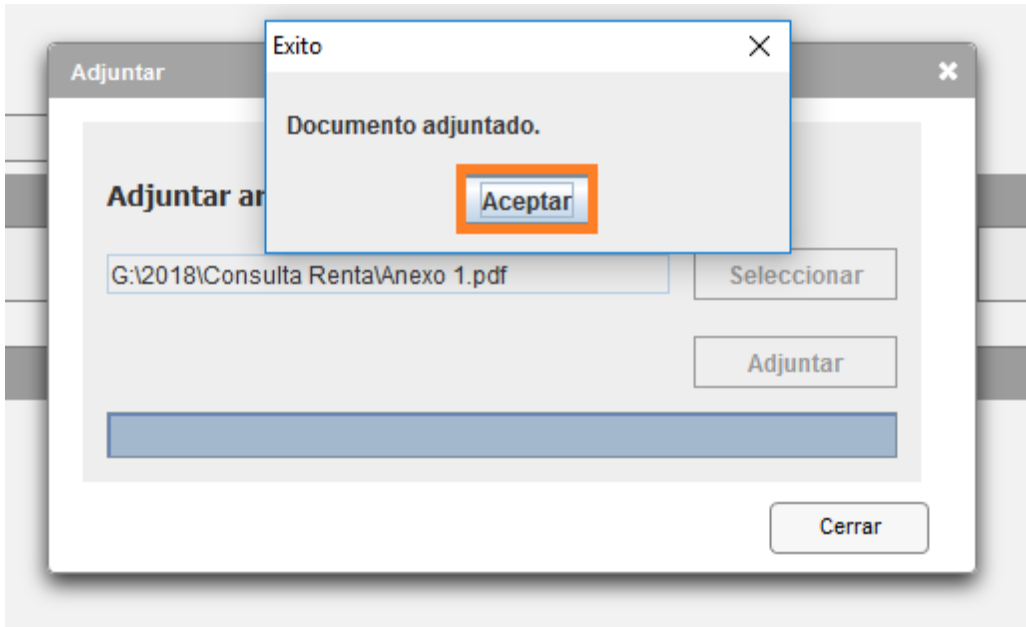 Exito
Adjuntar
Documento adjuntado.
Aceptar
Adjuntar ar
G:\2018\Consulta Renta\Anexo 1.pdf
Seleccionar
Adjuntar
Cerrar